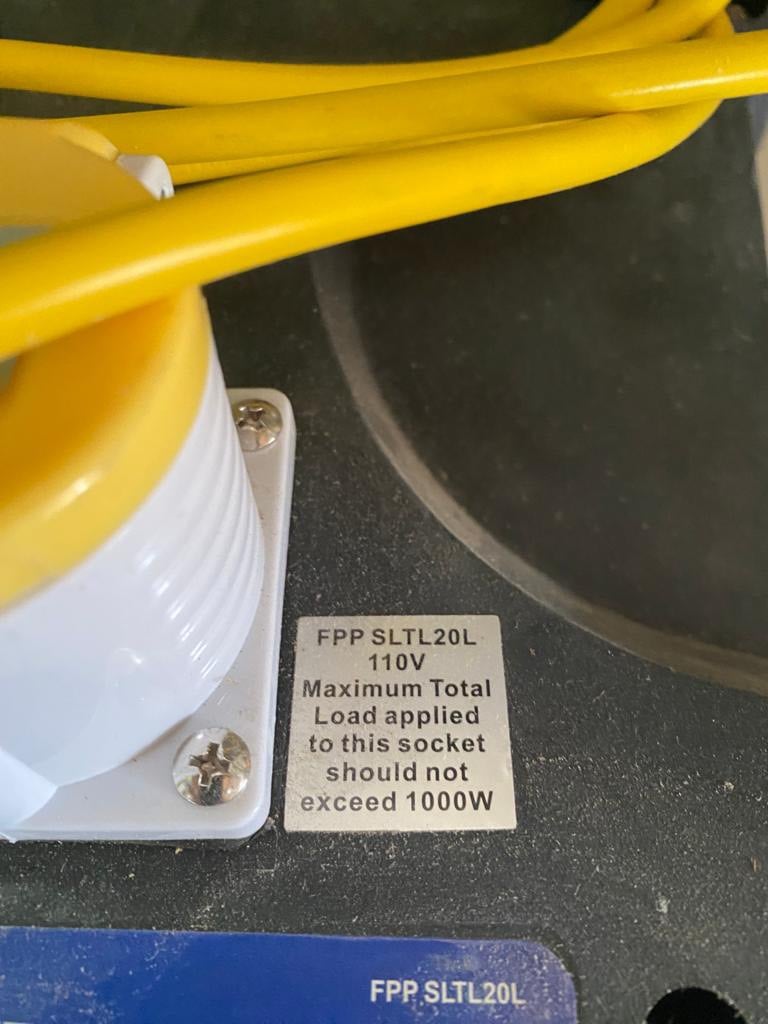 FPP SLTL20L
110V
Maximum Total
Load applied
to this socket
should not
exceed 1000W
FPP SLTL20L